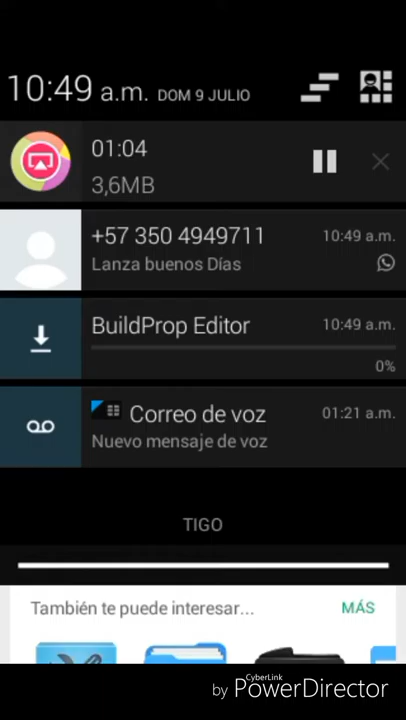 10:49 a.m. DOM 9 JULIO
01:04
3,6MB
+57 350 4949711 10:49 a.m.
Lanza buenos Días
BuildProp Editor 10:49 a.m.
0%
Correo de voz 01:21 a.m.
Nuevo mensaje de voz
TIGO
También te puede interesar... MÁS
CyberLink
by PowerDirector